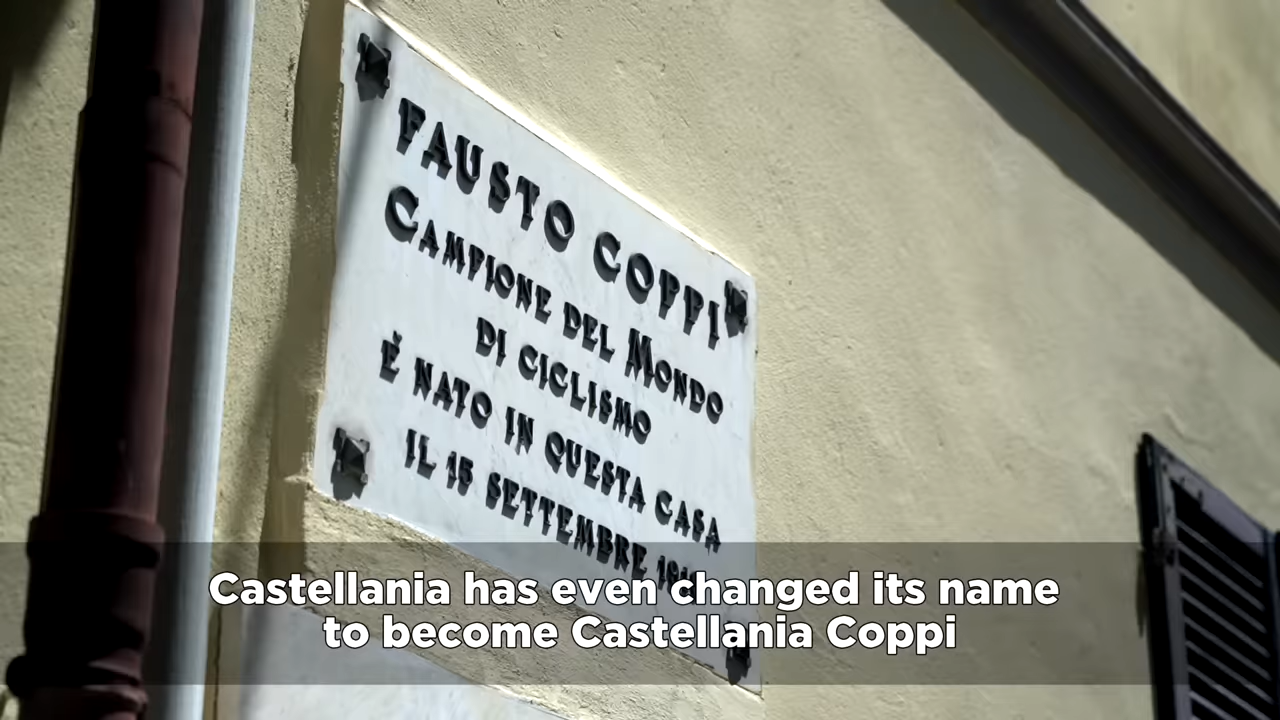 FAUSTO COPPI
CAMPIONE DEL MONDO
DI CICLISMO
È NATO IN QUESTA CASA
IL 15 SETTEMBRE
Castellania has even changed its name
to become Castellania Coppi